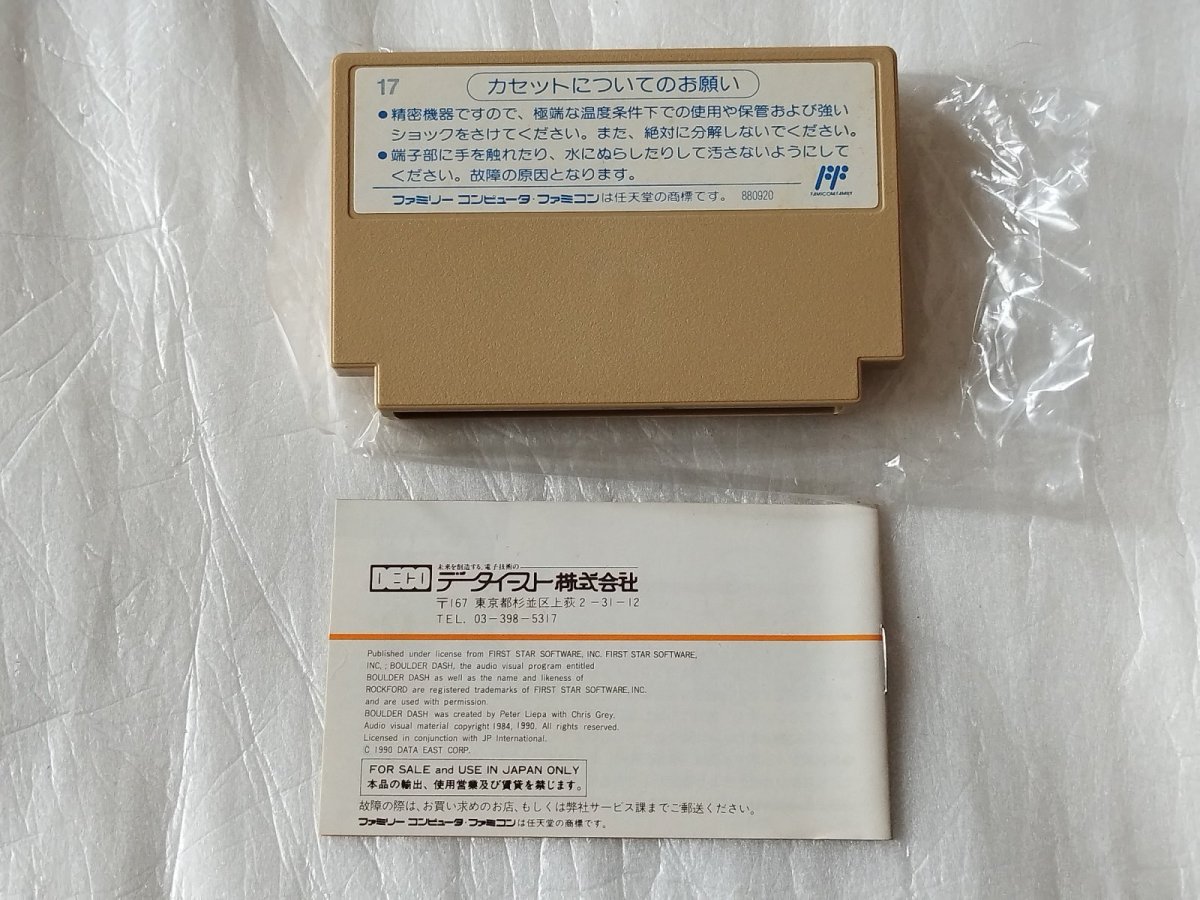 17
カセットについてのお願い
●精密機器ですので、極端な温度条件下での使用や保管および強い
ショックをさけてください。また、絶対に分解しないでください。
●端子部に手を触れたり、水にぬらしたりして汚さないようにして
ください。故障の原因となります。
FAMICOM FAMILY
ファミリー コンピュータ・ファミコンは任天堂の商標です。 880920
未来を創造する、電子技術の
DECO データイースト株式会社
〒167 東京都杉並区上荻2-31-12
TEL. 03-398-5317
Published under license from FIRST STAR SOFTWARE, INC. FIRST STAR SOFTWARE,
INC. ; BOULDER DASH, the audio visual program entitled
BOULDER DASH as well as the name and likeness of
ROCKFORD are registered trademarks of FIRST STAR SOFTWARE, INC.
and are used with permission.
BOULDER DASH was created by Peter Liepa with Chris Grey.
Audio visual material copyright 1984, 1990. All rights reserved.
Licensed in conjunction with JP International.
© 1990 DATA EAST CORP.
FOR SALE and USE IN JAPAN ONLY
本品の輸出、使用営業及び賃貸を禁じます。
故障の際は、お買い求めのお店、もしくは弊社サービス課までご郵送ください。
ファミリー コンピュータ・ファミコンは任天堂の商標です。